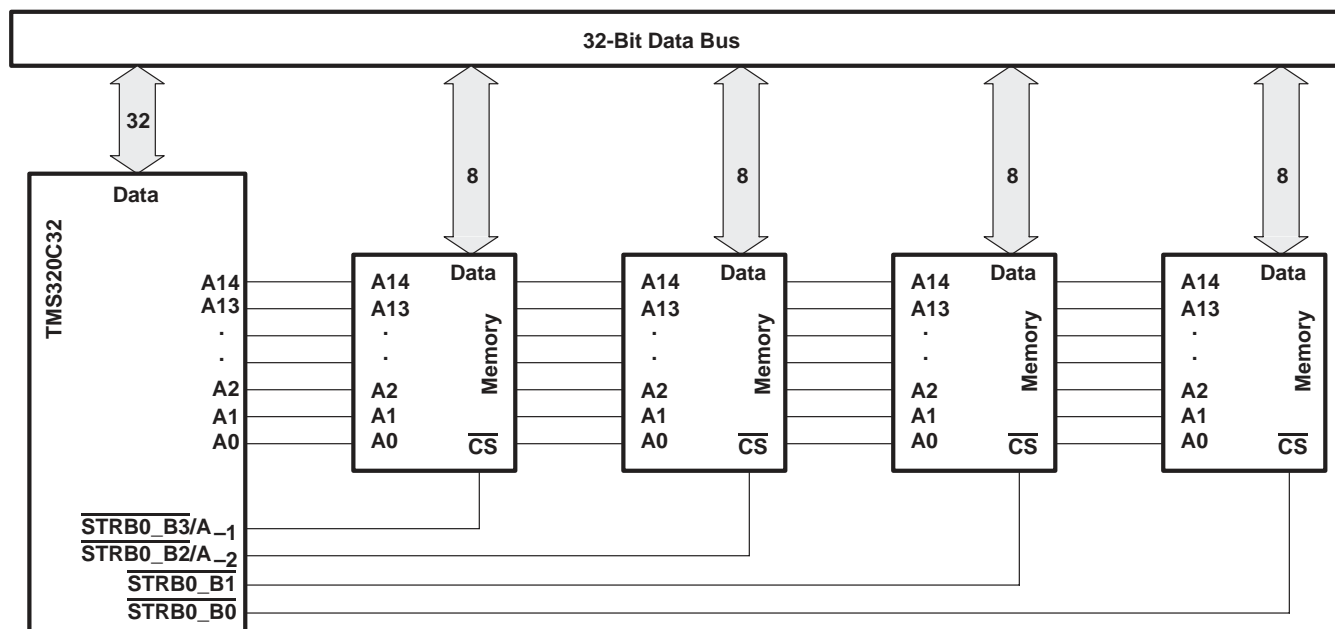 32-Bit Data Bus
32
8
8
8
8
Data
TMS320C32
A14
A13
.
.
A2
A1
A0
STRB0_B3/A–1
STRB0_B2/A–2
STRB0_B1
STRB0_B0
Data
A14
A13
.
.
A2
A1
A0
Memory
CS
Data
A14
A13
.
.
A2
A1
A0
Memory
CS
Data
A14
A13
.
.
A2
A1
A0
Memory
CS
Data
A14
A13
.
.
A2
A1
A0
Memory
CS